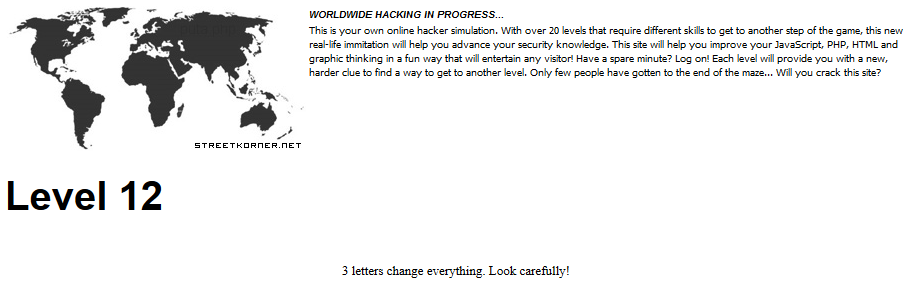 WORLDWIDE HACKING IN PROGRESS...
This is your own online hacker simulation. With over 20 levels that require different skills to get to another step of the game, this new
real-life immitation will help you advance your security knowledge. This site will help you improve your JavaScript, PHP, HTML and
graphic thinking in a fun way that will entertain any visitor! Have a spare minute? Log on! Each level will provide you with a new,
harder clue to find a way to get to another level. Only few people have gotten to the end of the maze... Will you crack this site?
STREETKORNER.NET
Level 12
3 letters change everything. Look carefully!